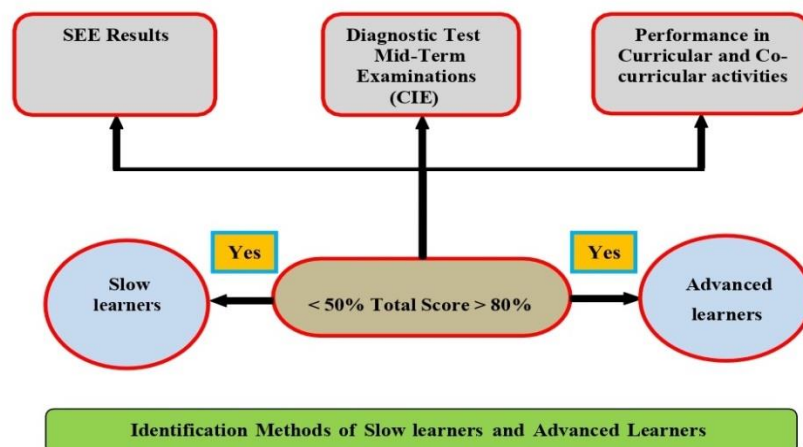 SEE Results
Diagnostic Test
Mid-Term
Examinations
(CIE)
Performance in
Curricular and Co-
curricular activities
Yes
Yes
Slow
learners
< 50% Total Score > 80%
Advanced
learners
Identification Methods of Slow learners and Advanced Learners